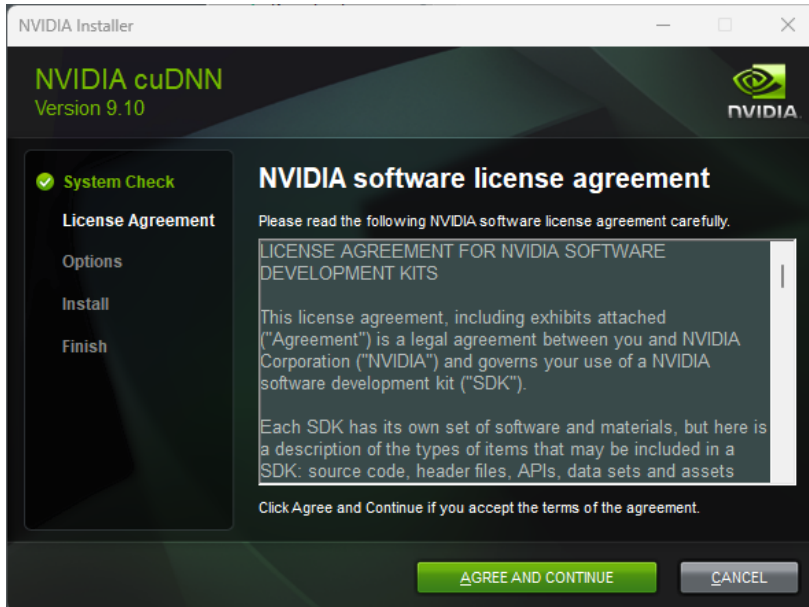 NVIDIA Installer
NVIDIA cuDNN
Version 9.10
NVIDIA.
System Check
License Agreement
Options
Install
Finish
NVIDIA software license agreement
Please read the following NVIDIA software license agreement carefully.
LICENSE AGREEMENT FOR NVIDIA SOFTWARE
DEVELOPMENT KITS
This license agreement, including exhibits attached
("Agreement") is a legal agreement between you and NVIDIA
Corporation ("NVIDIA") and governs your use of a NVIDIA
software development kit ("SDK").
Each SDK has its own set of software and materials, but here is
a description of the types of items that may be included in a
SDK: source code, header files, APIs, data sets and assets
Click Agree and Continue if you accept the terms of the agreement.
AGREE AND CONTINUE
CANCEL